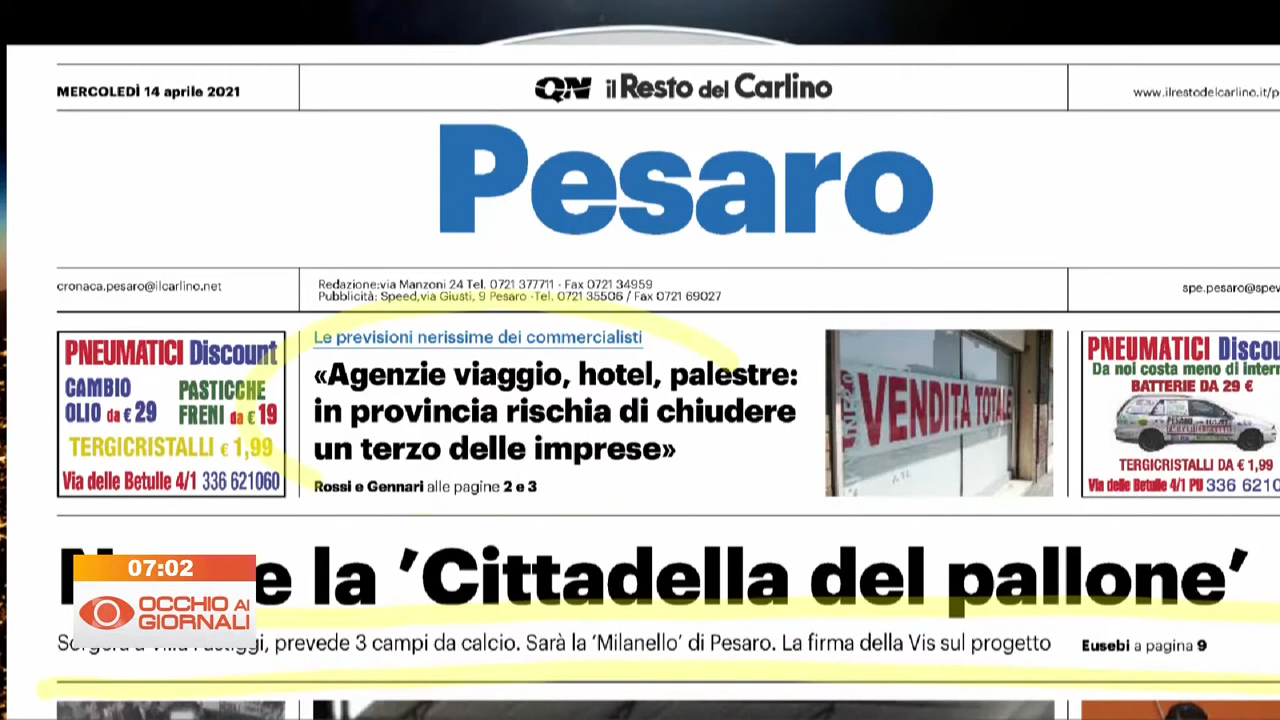 MERCOLEDÌ 14 aprile 2021
QN il Resto del Carlino
www.ilrestodelcarlino.it/p
Pesaro
cronaca.pesaro@ilcarlino.net
Redazione:via Manzoni 24 Tel. 0721 377711 - Fax 0721 34959
Pubblicità: Speed,via Giusti, 9 Pesaro -Tel. 0721 35506 / Fax 0721 69027
spe.pesaro@spew
PNEUMATICI Discount
CAMBIO
OLIO da € 29
PASTICCHE
FRENI da € 19
TERGICRISTALLI € 1,99
Via delle Betulle 4/1 336 621060
Le previsioni nerissime dei commercialisti
«Agenzie viaggio, hotel, palestre:
in provincia rischia di chiudere
un terzo delle imprese»
Rossi e Gennari alle pagine 2 e 3
VENDITA TOTALE
PNEUMATICI Discou
Da noi costa meno di intern
BATTERIE DA 29 €
PESARO
TERGICRISTALLI DA € 1,99
Via delle Betulle 4/1 PU 336 6210
e la ’Cittadella del pallone’
prevede 3 campi da calcio. Sarà la ’Milanello’ di Pesaro. La firma della Vis sul progetto
Eusebi a pagina 9
07:02
OCCHIO AI
GIORNALI